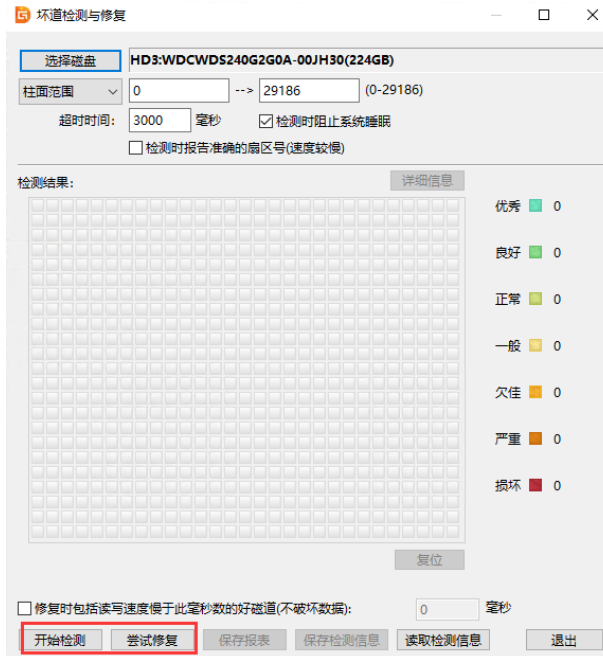 坏道检测与修复
选择磁盘 HD3:WDCWDS240G2G0A-00JH30(224GB)
柱面范围 0 --> 29186 (0-29186)
超时时间: 3000 毫秒 检测时阻止系统睡眠
检测时报告准确的扇区号(速度较慢)
检测结果: 详细信息
优秀 0
良好 0
正常 0
一般 0
欠佳 0
严重 0
损坏 0
复位
修复时包括读写速度慢于此毫秒数的好磁道(不破坏数据): 0 毫秒
开始检测 尝试修复 保存报表 保存检测信息 读取检测信息 退出